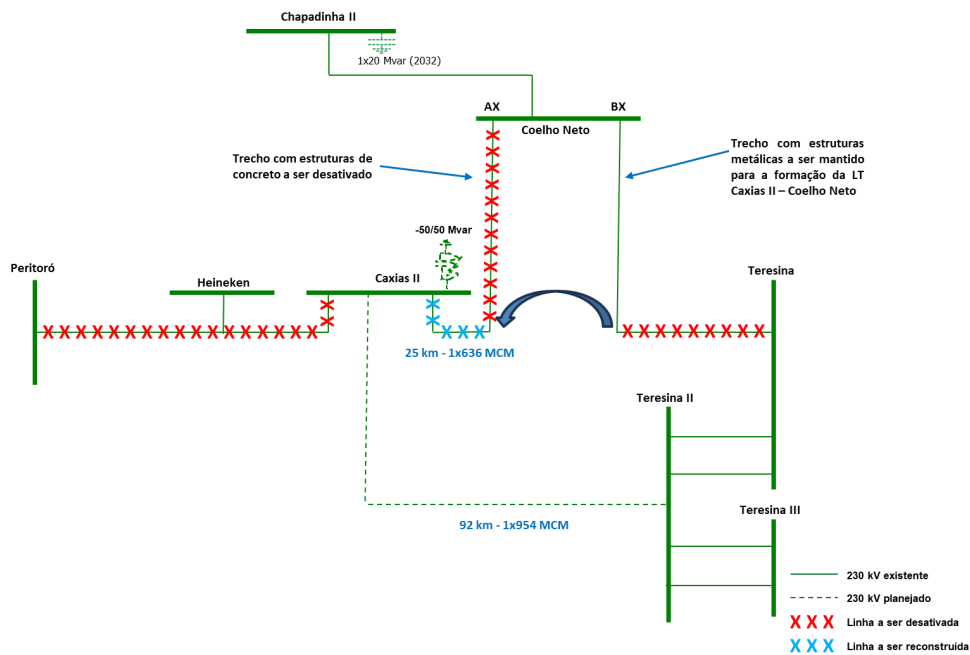 Chapadinha II
1x20 Mvar (2032)
AX
BX
Coelho Neto
Trecho com estruturas de
concreto a ser desativado
Trecho com estruturas
metálicas a ser mantido
para a formação da LT
Caxias II – Coelho Neto
-50/50 Mvar
Peritoró
Heineken
Caxias II
Teresina
25 km - 1x636 MCM
Teresina II
92 km - 1x954 MCM
Teresina III
230 kV existente
230 kV planejado
Linha a ser desativada
Linha a ser reconstruída